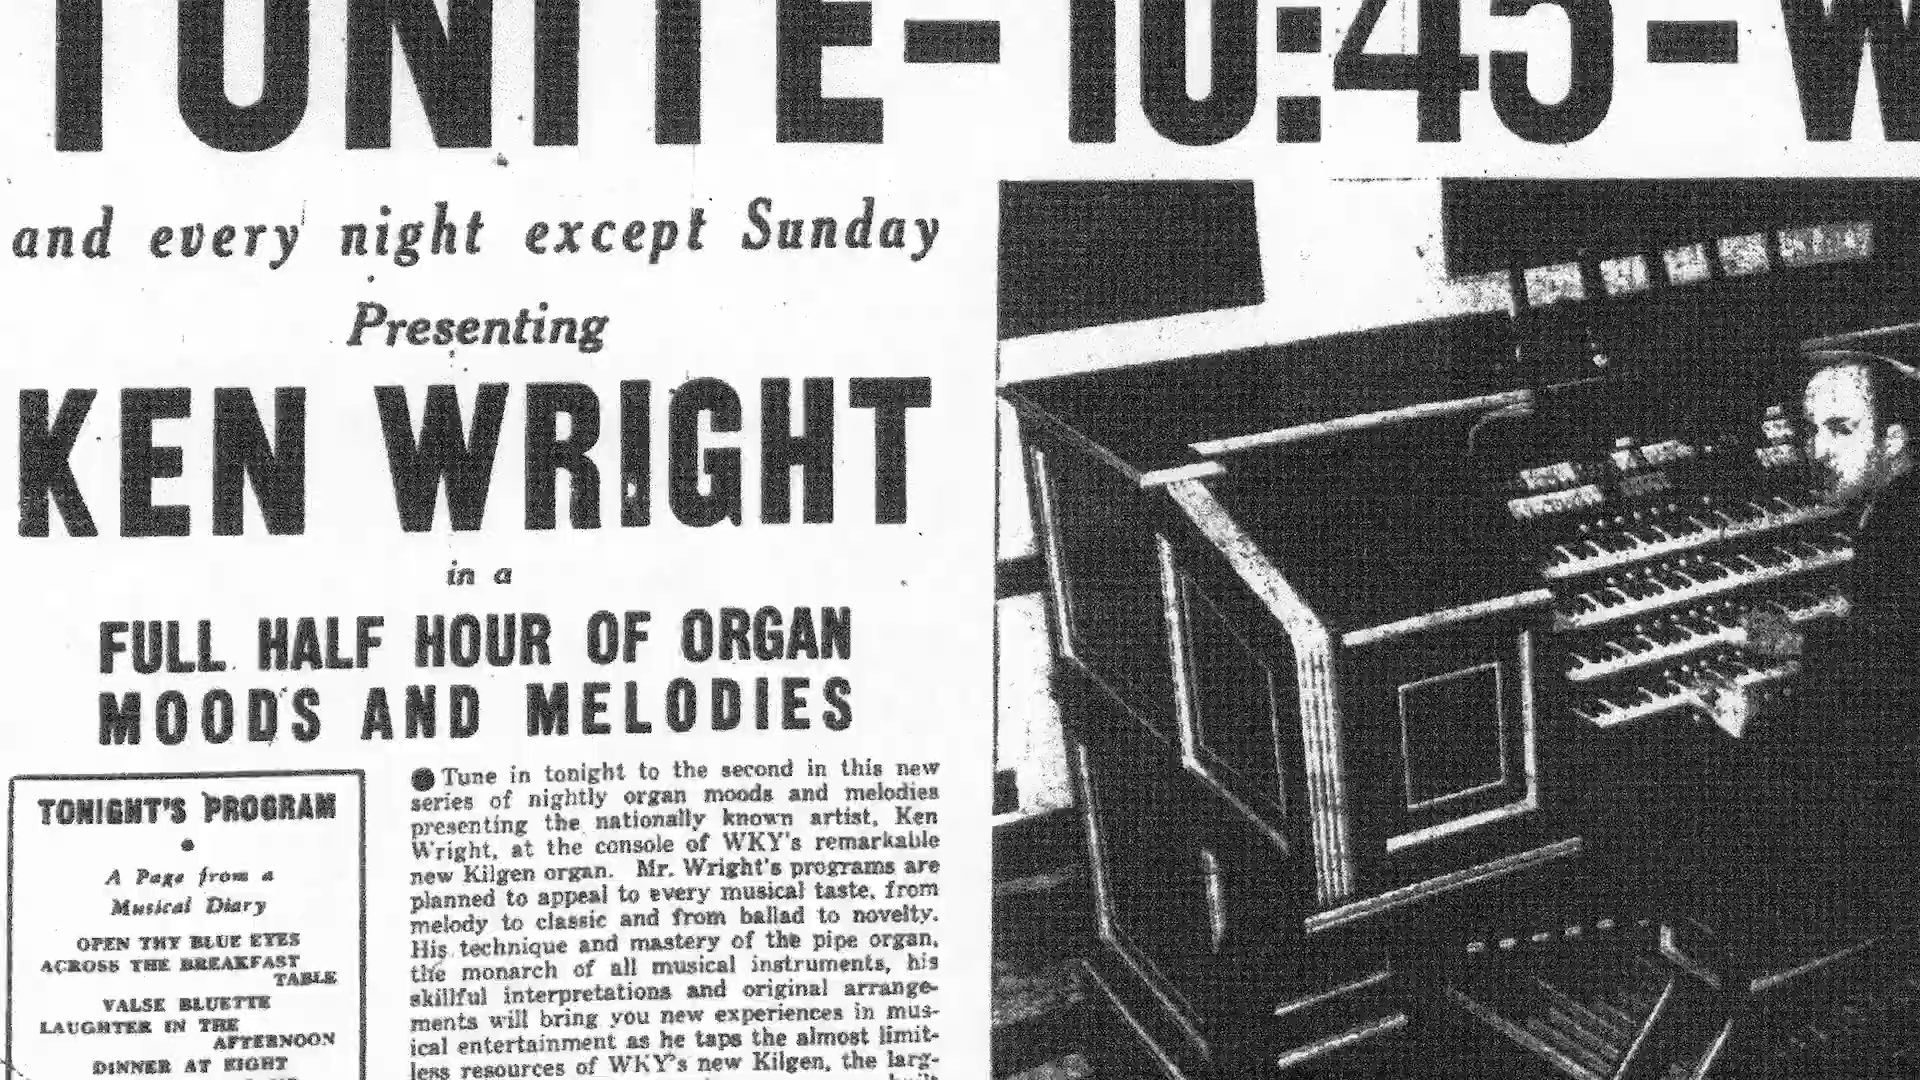 TONITE-10:45-W
and every night except Sunday
Presenting
KEN WRIGHT
in a
FULL HALF HOUR OF ORGAN
MOODS AND MELODIES
TONIGHT'S PROGRAM
A Page from a
Musical Diary
OPEN THY BLUE EYES
ACROSS THE BREAKFAST
TABLE
VALSE BLUETTE
LAUGHTER IN THE
AFTERNOON
DINNER AT EIGHT
Tune in tonight to the second in this new
series of nightly organ moods and melodies
presenting the nationally known artist, Ken
Wright, at the console of WKY's remarkable
new Kilgen organ. Mr. Wright's programs are
planned to appeal to every musical taste, from
melody to classic and from ballad to novelty.
His technique and mastery of the pipe organ,
the monarch of all musical instruments, his
skillful interpretations and original arrange-
ments will bring you new experiences in mus-
ical entertainment as he taps the almost limit-
less resources of WKY's new Kilgen, the larg-